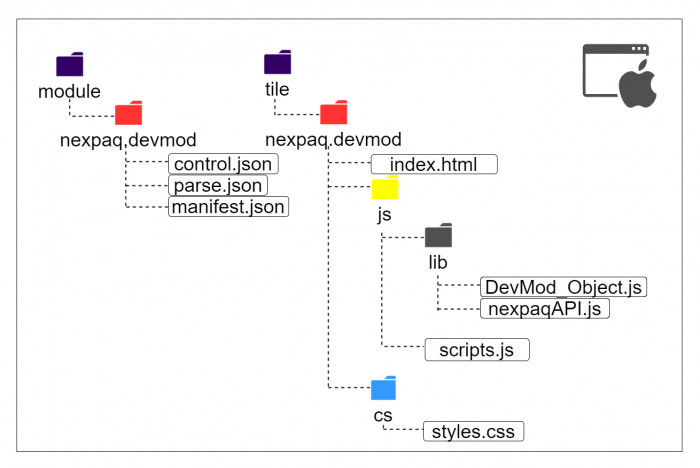 module
nexpaq.devmod
control.json
parse.json
manifest.json
tile
nexpaq.devmod
index.html
js
lib
DevMod_Object.js
nexpaqAPI.js
scripts.js
cs
styles.css